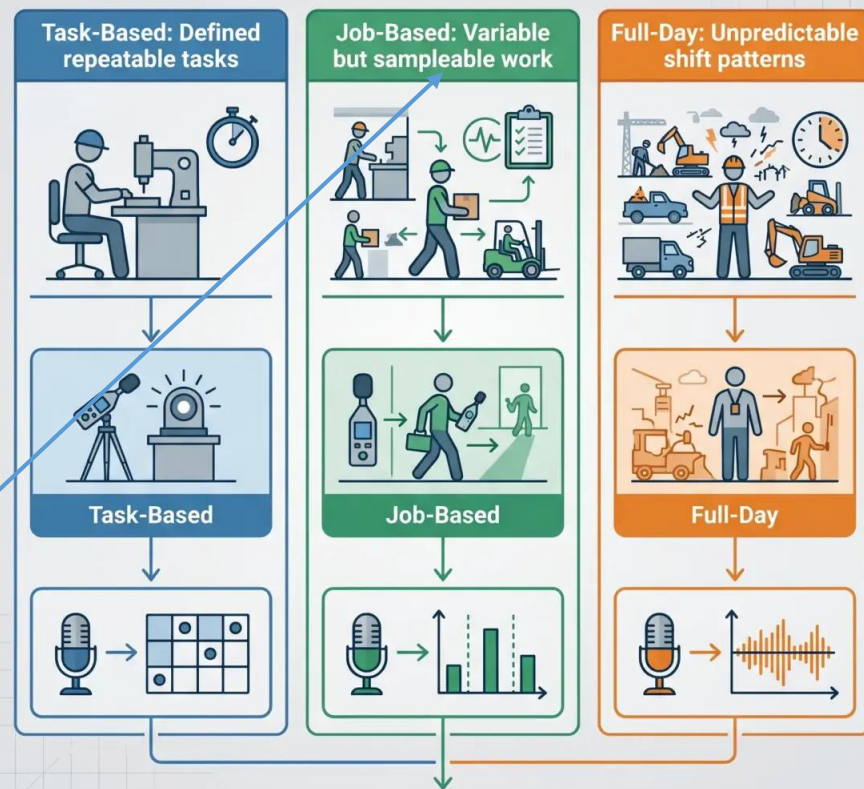 Task-Based: Defined
repeatable tasks
Job-Based: Variable
but sampleable work
Full-Day: Unpredictable
shift patterns
Task-Based
Job-Based
Full-Day